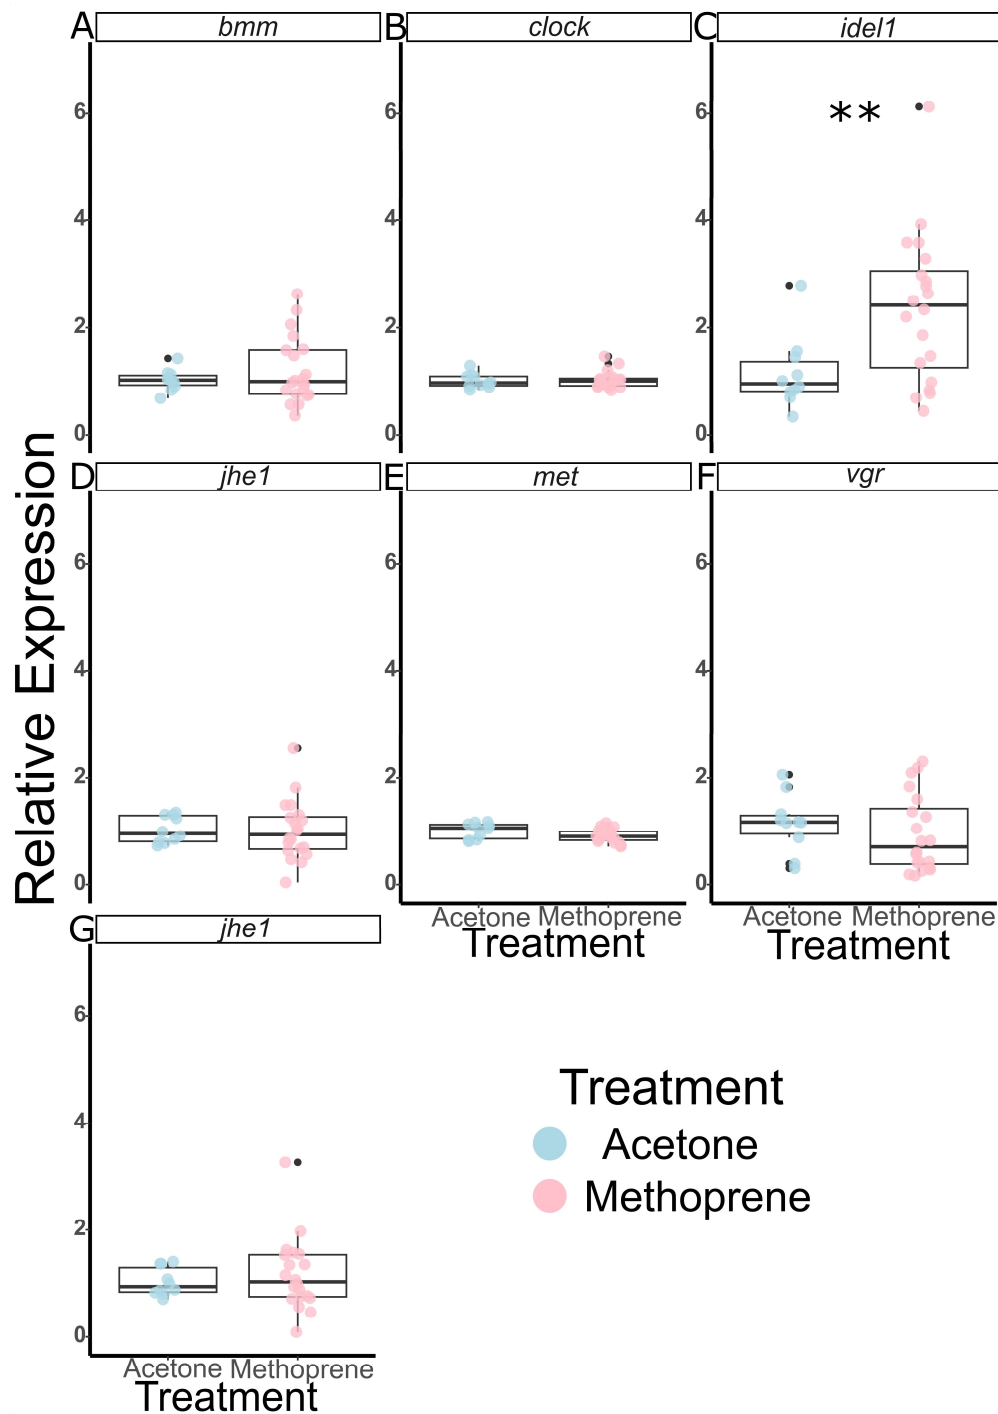 A bmm B clock C idel1
6 6 6
**
4 4 4
2 2 2
0 0 0
D jhe1 E met F vgr
6 6 6
4 4 4
2 2 2
0 0 0
Relative Expression
Acetone Methoprene Acetone Methoprene
Treatment Treatment
G jhe1
6
4
2
0
Acetone Methoprene
Treatment
Treatment
Acetone
Methoprene